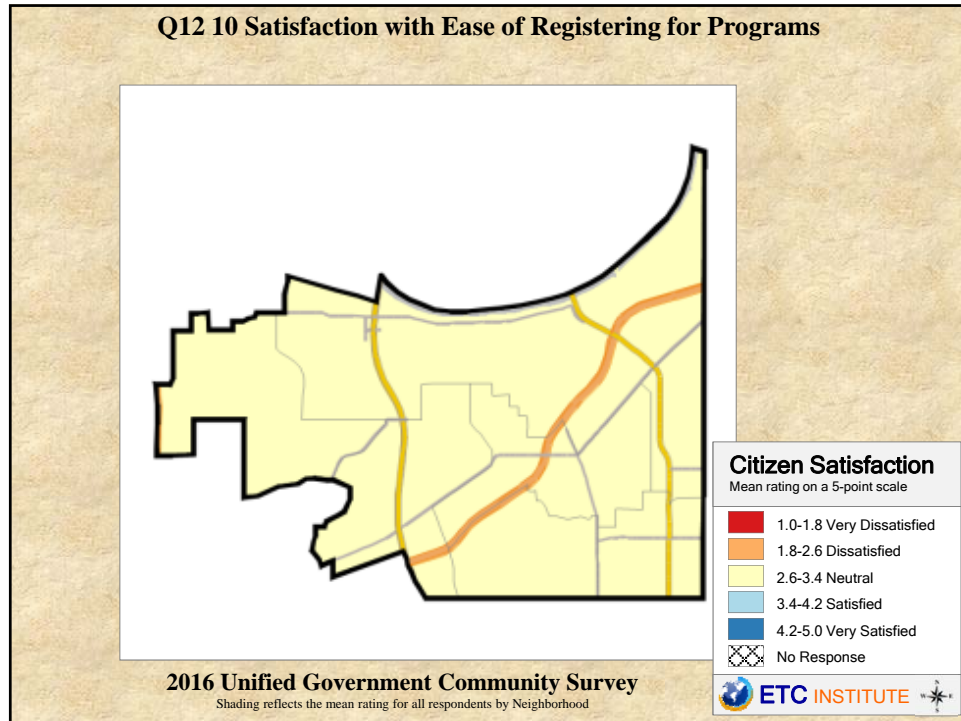 Q12 10 Satisfaction with Ease of Registering for Programs
Citizen Satisfaction
Mean rating on a 5-point scale
1.0-1.8 Very Dissatisfied
1.8-2.6 Dissatisfied
2.6-3.4 Neutral
3.4-4.2 Satisfied
4.2-5.0 Very Satisfied
No Response
ETC INSTITUTE
N
W
E
S
2016 Unified Government Community Survey
Shading reflects the mean rating for all respondents by Neighborhood